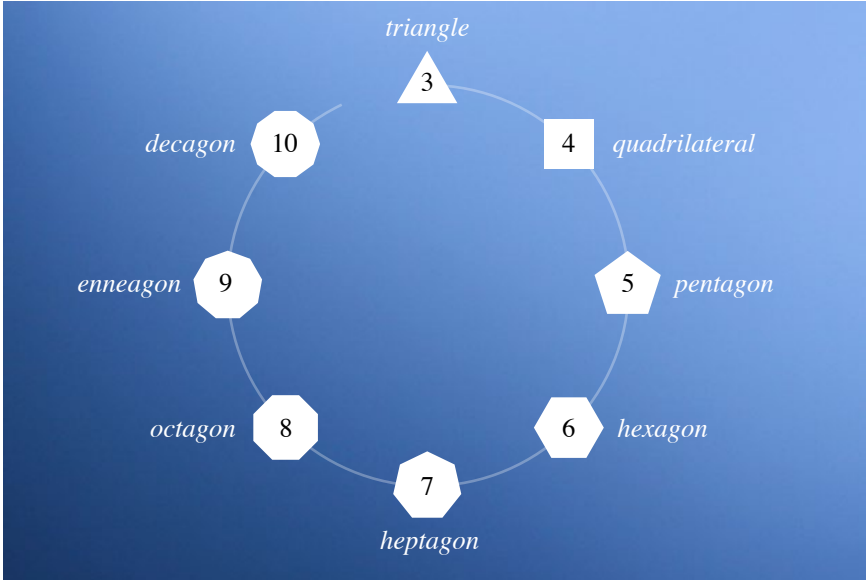 triangle
3
4
quadrilateral
5
pentagon
6
hexagon
7
heptagon
8
octagon
9
enneagon
10
decagon